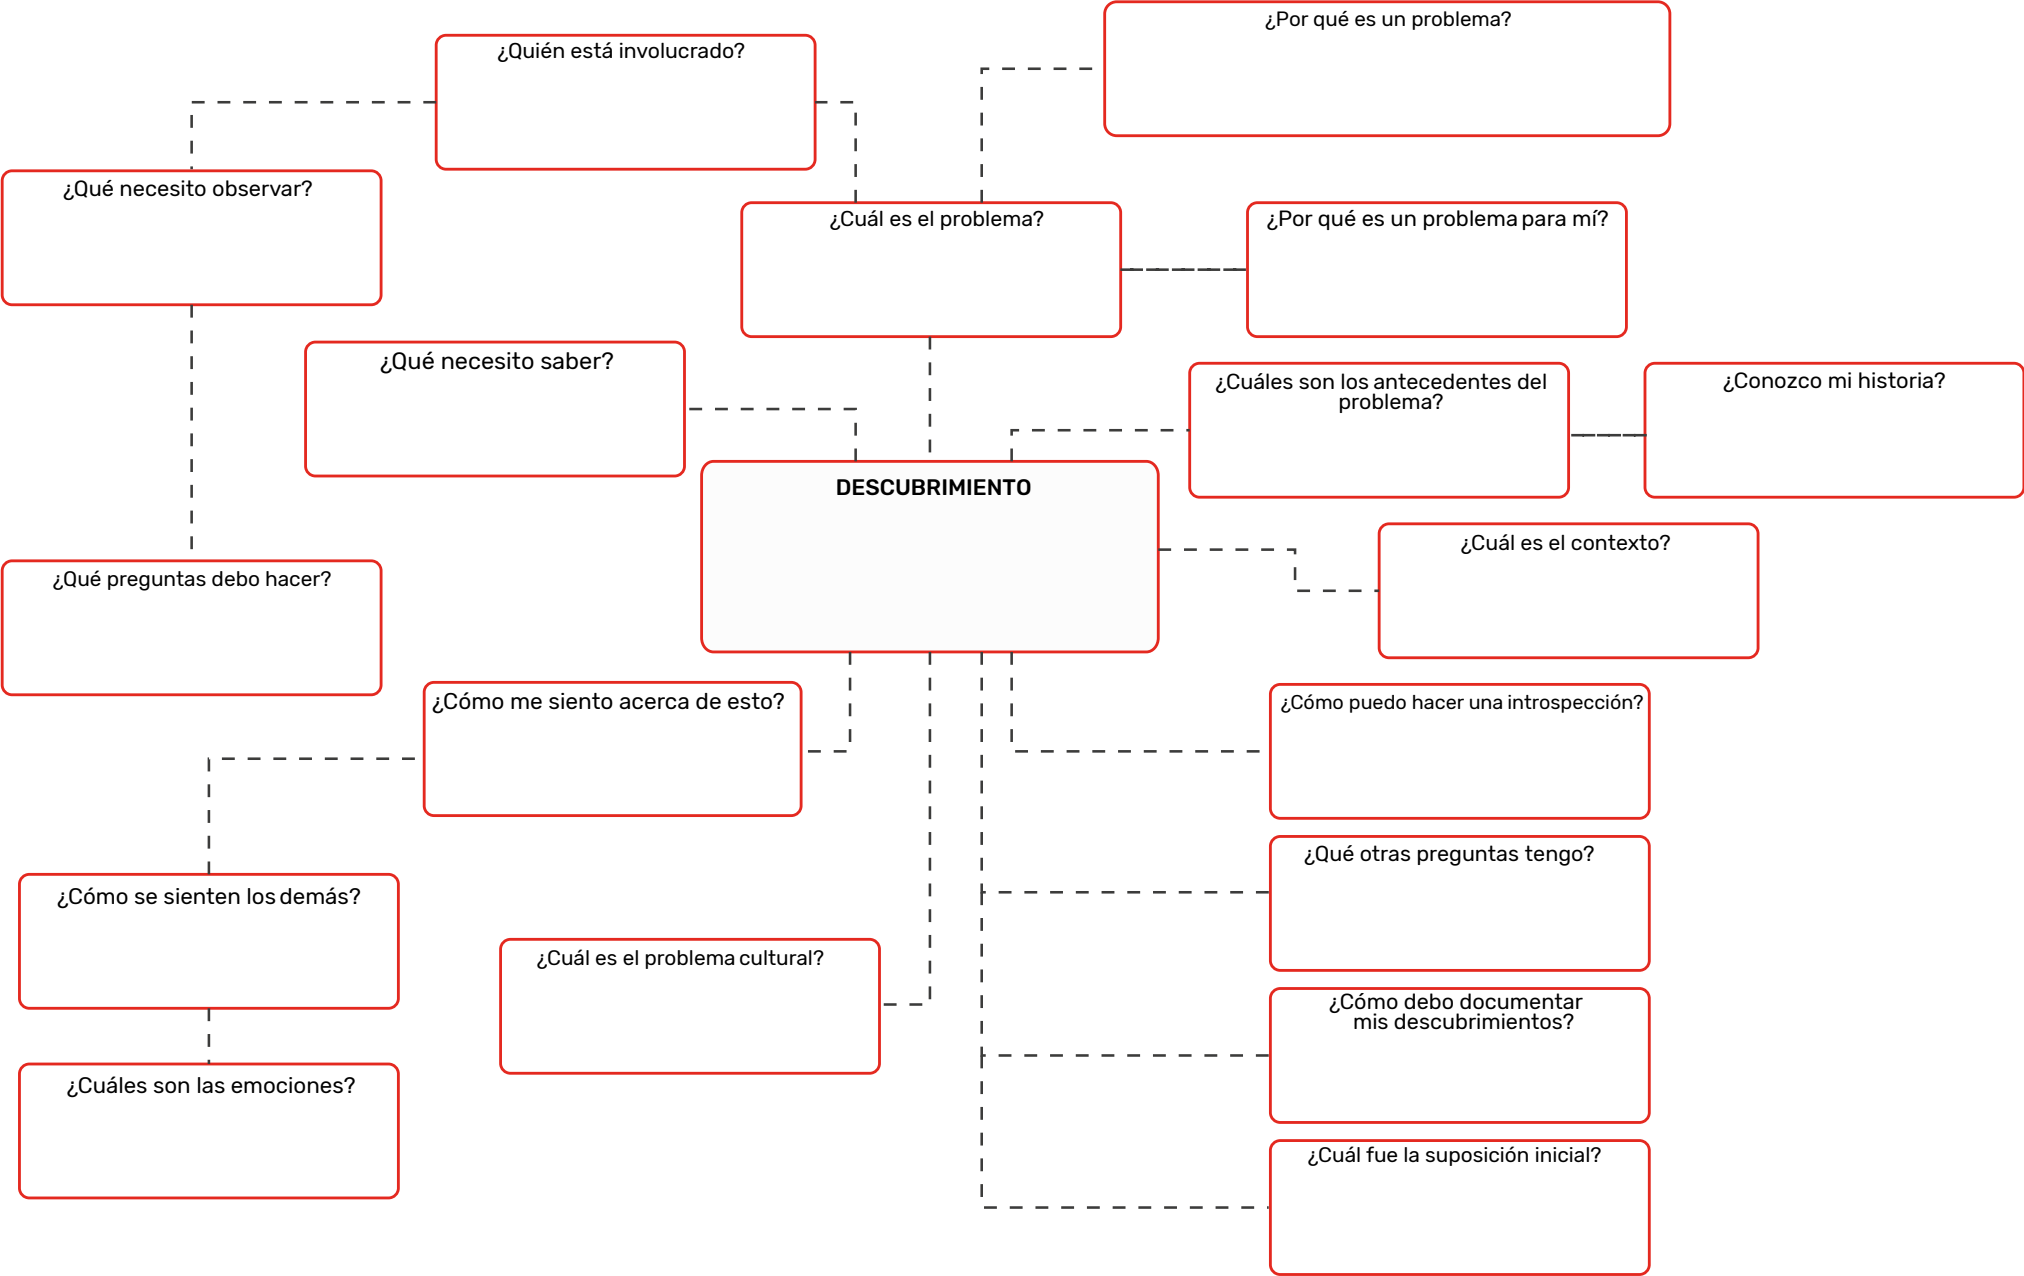 ¿Por qué es un problema?
¿Quién está involucrado?
¿Qué necesito observar?
¿Cuál es el problema?
¿Por qué es un problema para mí?
¿Qué necesito saber?
¿Cuáles son los antecedentes del
problema?
¿Conozco mi historia?
DESCUBRIMIENTO
¿Cuál es el contexto?
¿Qué preguntas debo hacer?
¿Cómo me siento acerca de esto?
¿Cómo puedo hacer una introspección?
¿Qué otras preguntas tengo?
¿Cómo se sienten los demás?
¿Cuál es el problema cultural?
¿Cómo debo documentar
mis descubrimientos?
¿Cuáles son las emociones?
¿Cuál fue la suposición inicial?